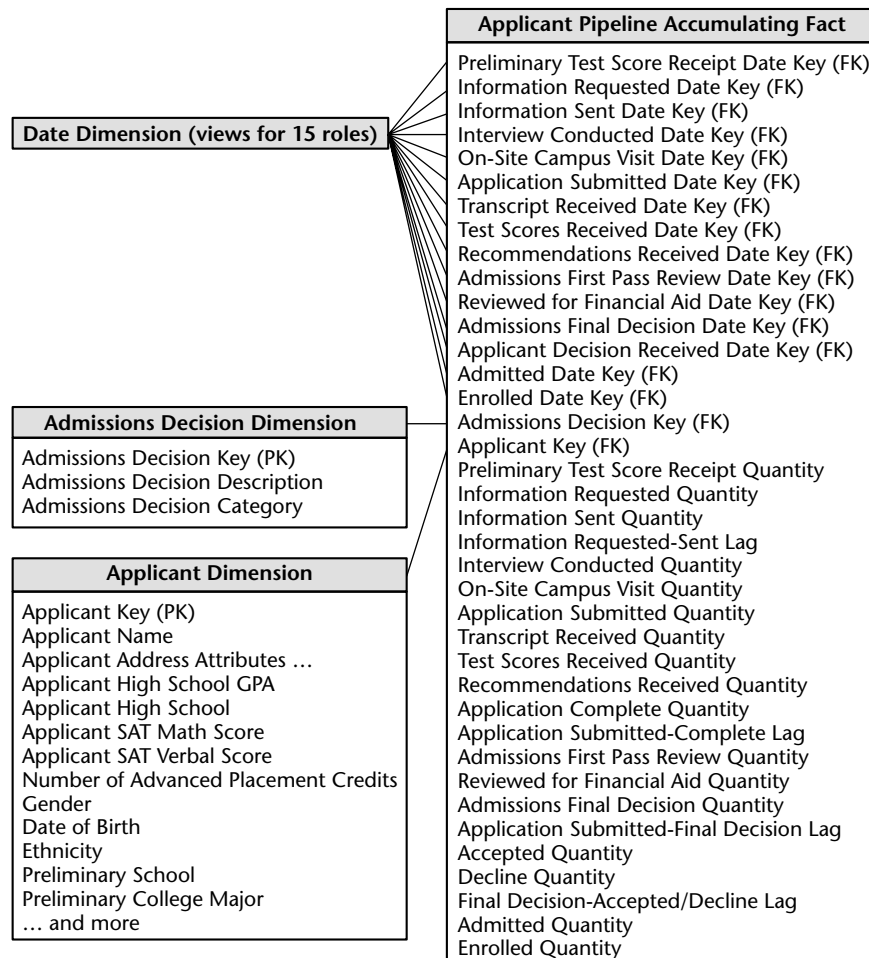 Date Dimension (views for 15 roles)
Admissions Decision Dimension
Admissions Decision Key (PK)
Admissions Decision Description
Admissions Decision Category
Applicant Dimension
Applicant Key (PK)
Applicant Name
Applicant Address Attributes …
Applicant High School GPA
Applicant High School
Applicant SAT Math Score
Applicant SAT Verbal Score
Number of Advanced Placement Credits
Gender
Date of Birth
Ethnicity
Preliminary School
Preliminary College Major
… and more
Applicant Pipeline Accumulating Fact
Preliminary Test Score Receipt Date Key (FK)
Information Requested Date Key (FK)
Information Sent Date Key (FK)
Interview Conducted Date Key (FK)
On-Site Campus Visit Date Key (FK)
Application Submitted Date Key (FK)
Transcript Received Date Key (FK)
Test Scores Received Date Key (FK)
Recommendations Received Date Key (FK)
Admissions First Pass Review Date Key (FK)
Reviewed for Financial Aid Date Key (FK)
Admissions Final Decision Date Key (FK)
Applicant Decision Received Date Key (FK)
Admitted Date Key (FK)
Enrolled Date Key (FK)
Admissions Decision Key (FK)
Applicant Key (FK)
Preliminary Test Score Receipt Quantity
Information Requested Quantity
Information Sent Quantity
Information Requested-Sent Lag
Interview Conducted Quantity
On-Site Campus Visit Quantity
Application Submitted Quantity
Transcript Received Quantity
Test Scores Received Quantity
Recommendations Received Quantity
Application Complete Quantity
Application Submitted-Complete Lag
Admissions First Pass Review Quantity
Reviewed for Financial Aid Quantity
Admissions Final Decision Quantity
Application Submitted-Final Decision Lag
Accepted Quantity
Decline Quantity
Final Decision-Accepted/Decline Lag
Admitted Quantity
Enrolled Quantity